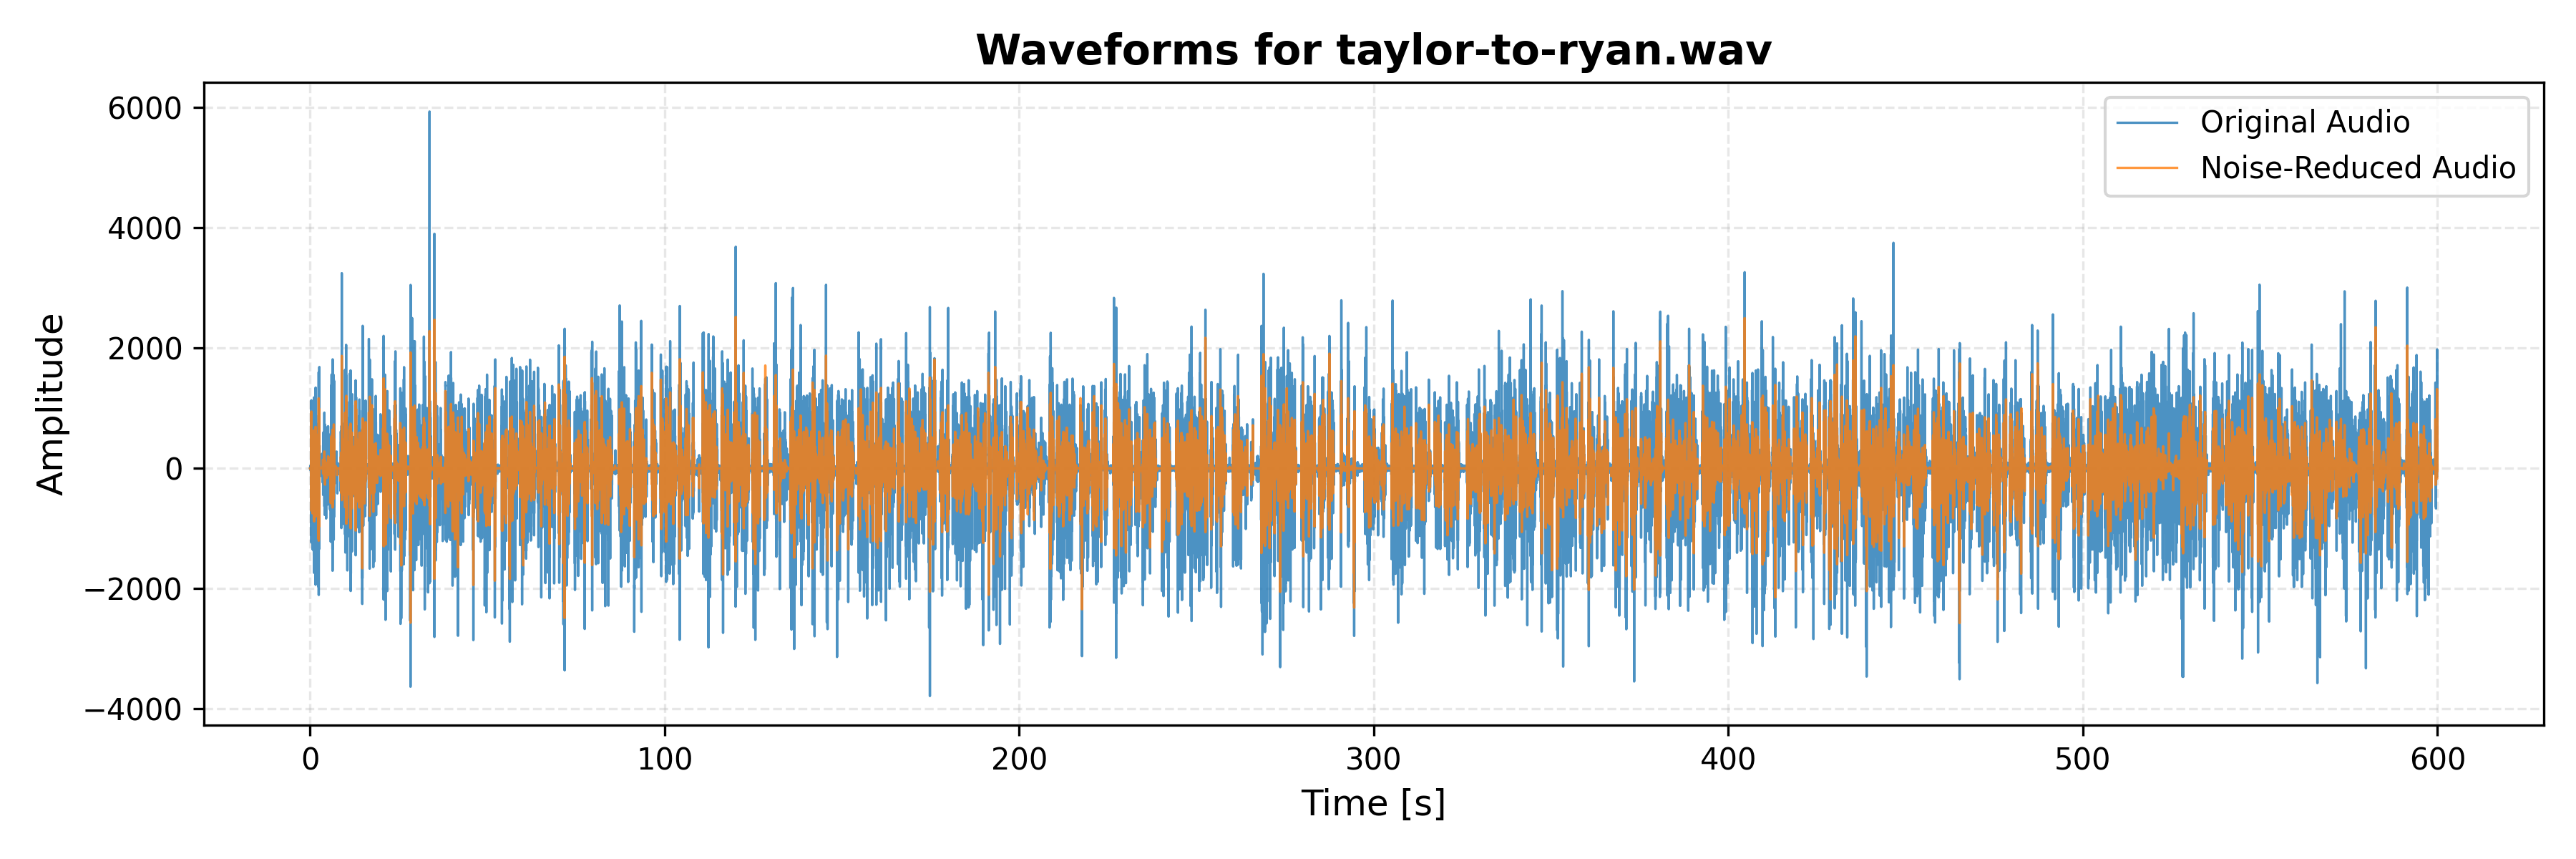 Waveforms for taylor-to-ryan.wav
Original Audio
Noise-Reduced Audio
6000
4000
2000
0
−2000
−4000
Amplitude
0 100 200 300 400 500 600
Time [s]